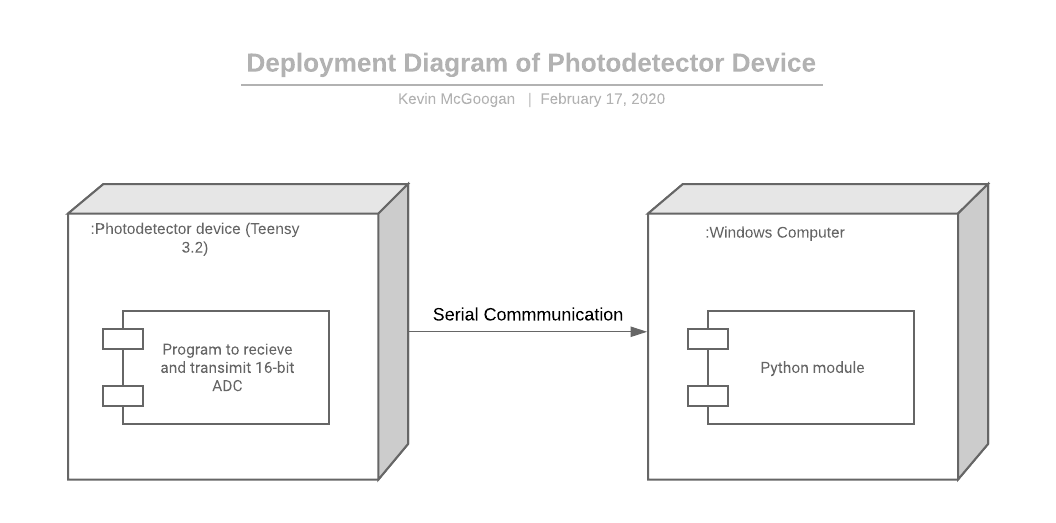 Deployment Diagram of Photodetector Device
Kevin McGoogan | February 17, 2020
:Photodetector device (Teensy
3.2)
:Windows Computer
Serial Commmunication
Program to recieve
and transimit 16-bit
ADC
Python module